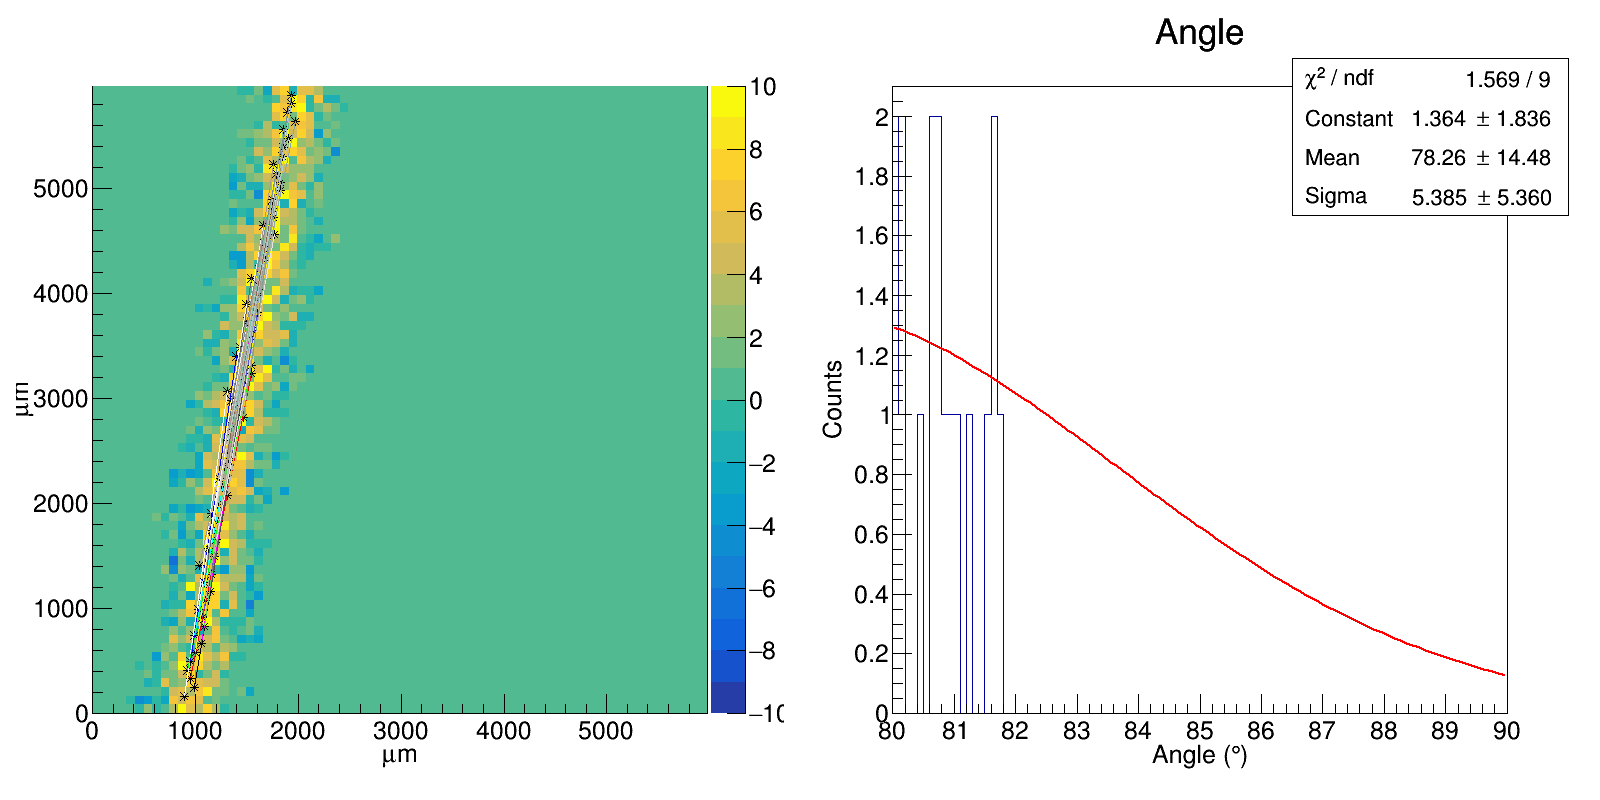 Angle
χ² / ndf 1.569 / 9
Constant 1.364 ± 1.836
Mean 78.26 ± 14.48
Sigma 5.385 ± 5.360
10
8
6
4
2
0
−2
−4
−6
−8
−10
5000
4000
3000
2000
1000
0
μm
0 1000 2000 3000 4000 5000
μm
2
1.8
1.6
1.4
1.2
1
0.8
0.6
0.4
0.2
0
Counts
80 81 82 83 84 85 86 87 88 89 90
Angle (°)